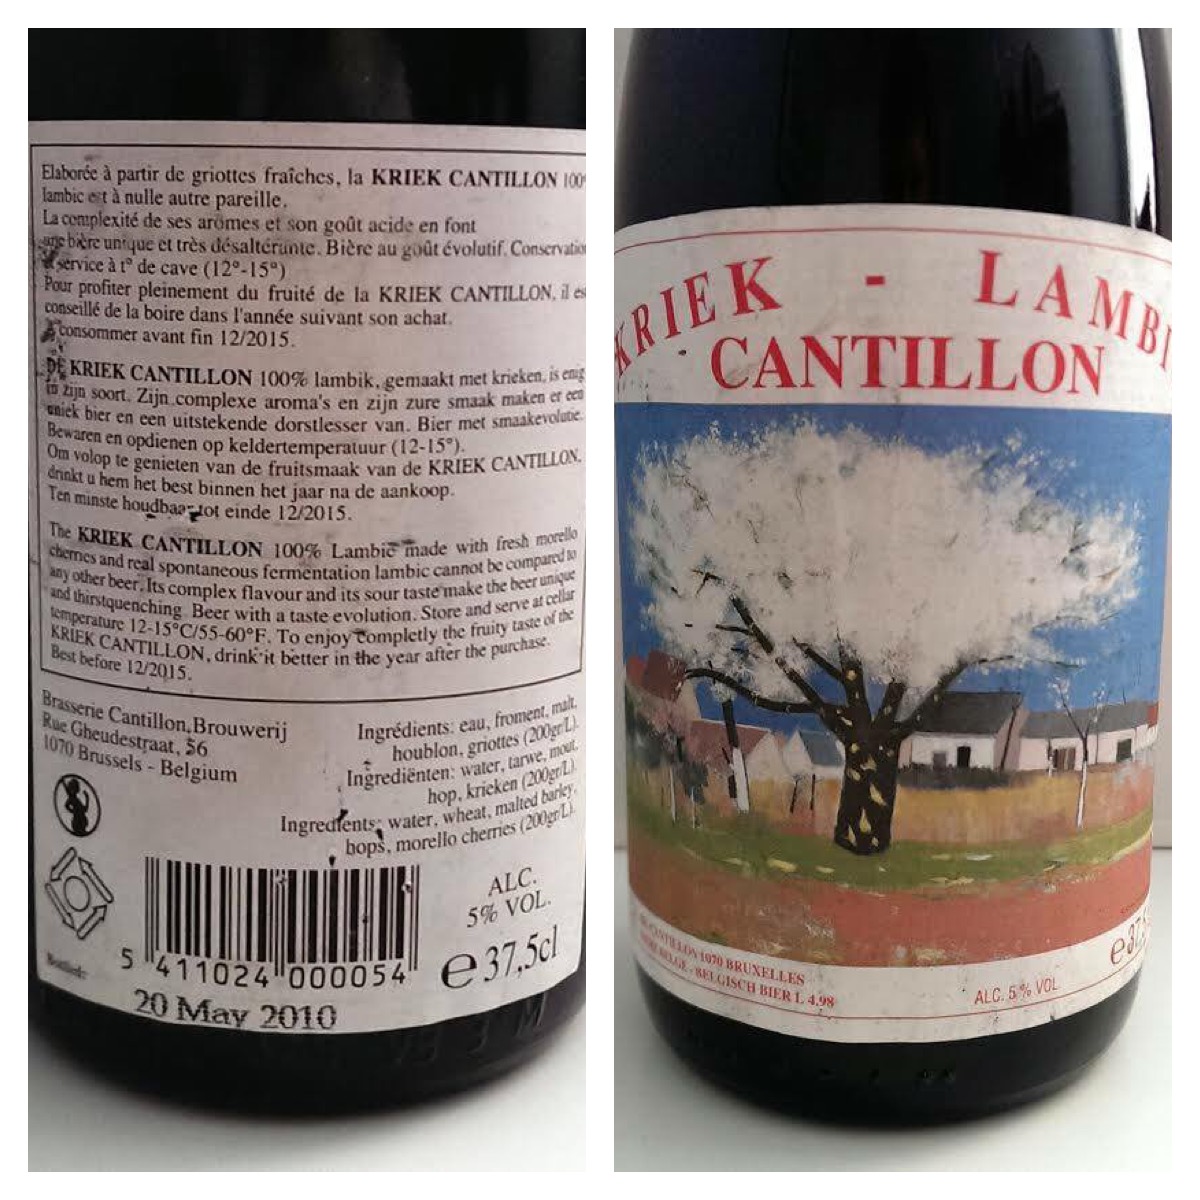 Elaborée à partir de griottes fraîches, la KRIEK CANTILLON 100%
lambic est à nulle autre pareille.
La complexité de ses arômes et son goût acide en font
une bière unique et très désaltérante. Bière au goût évolutif. Conservation
et service à t° de cave (12°-15°)
Pour profiter pleinement du fruité de la KRIEK CANTILLON, il es
conseillé de la boire dans l'année suivant son achat.
A consommer avant fin 12/2015.
DE KRIEK CANTILLON 100% lambik, gemaakt met krieken, is enig
in zijn soort. Zijn complexe aroma's en zijn zure smaak maken er een
uniek bier en een uitstekende dorstlesser van. Bier met smaakevolutie.
Bewaren en opdienen op keldertemperatuur (12-15°).
Om volop te genieten van de fruitsmaak van de KRIEK CANTILLON,
drinkt u hem het best binnen het jaar na de aankoop.
Ten minste houdbaar tot einde 12/2015.
The KRIEK CANTILLON 100% Lambic made with fresh morello
cherries and real spontaneous fermentation lambic cannot be compared to
any other beer. Its complex flavour and its sour taste make the beer unique
and thirstquenching. Beer with a taste evolution. Store and serve at cellar
temperature 12-15°C/55-60°F. To enjoy completly the fruity taste of the
KRIEK CANTILLON, drink it better in the year after the purchase.
Best before 12/2015.
Brasserie Cantillon Brouwerij
Rue Gheudestraat, 56
1070 Brussels - Belgium
Ingrédients: eau, froment, malt,
houblon, griottes (200gr/L).
Ingrediënten: water, tarwe, mout,
hop, krieken (200gr/L).
Ingredients: water, wheat, malted barley,
hops, morello cherries (200gr/L).
ALC.
5% VOL.
e 37,5cl
5 411024 000054
Bottled:
20 May 2010
KRIEK - LAMBI
CANTILLON
CANTILLON 1070 BRUXELLES
BELGE - BELGISCH BIER L 4,98
ALC. 5 % VOL
e 37,5